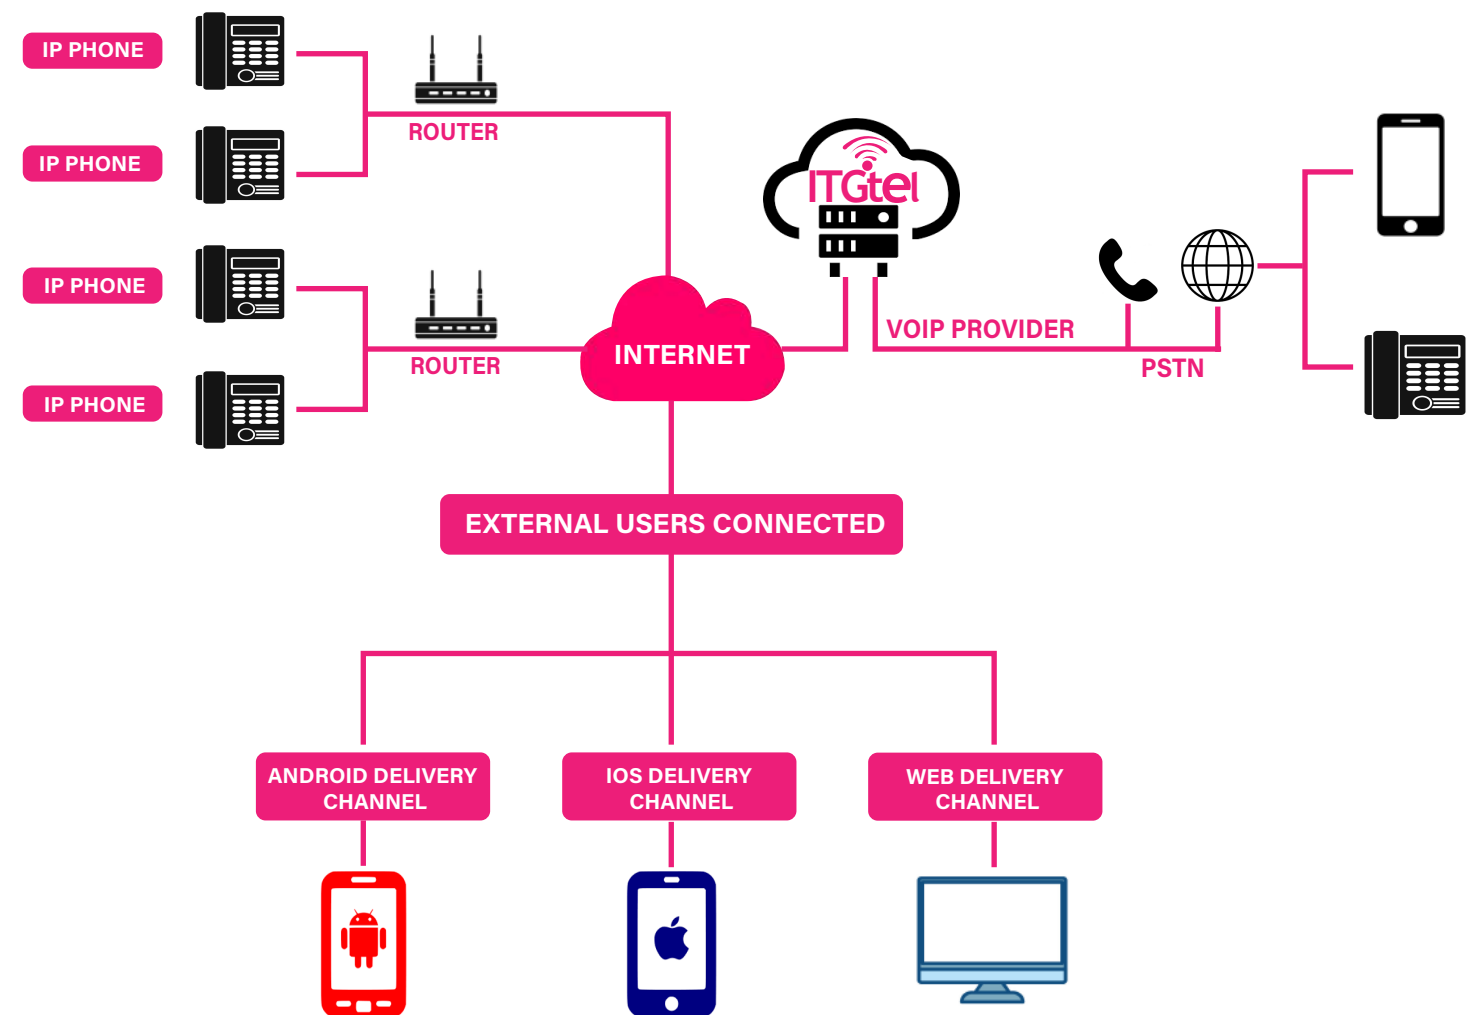 IP PHONE
ROUTER
IP PHONE
ITGtel
IP PHONE
VOIP PROVIDER
INTERNET
ROUTER
PSTN
IP PHONE
EXTERNAL USERS CONNECTED
ANDROID DELIVERY
CHANNEL
IOS DELIVERY
CHANNEL
WEB DELIVERY
CHANNEL